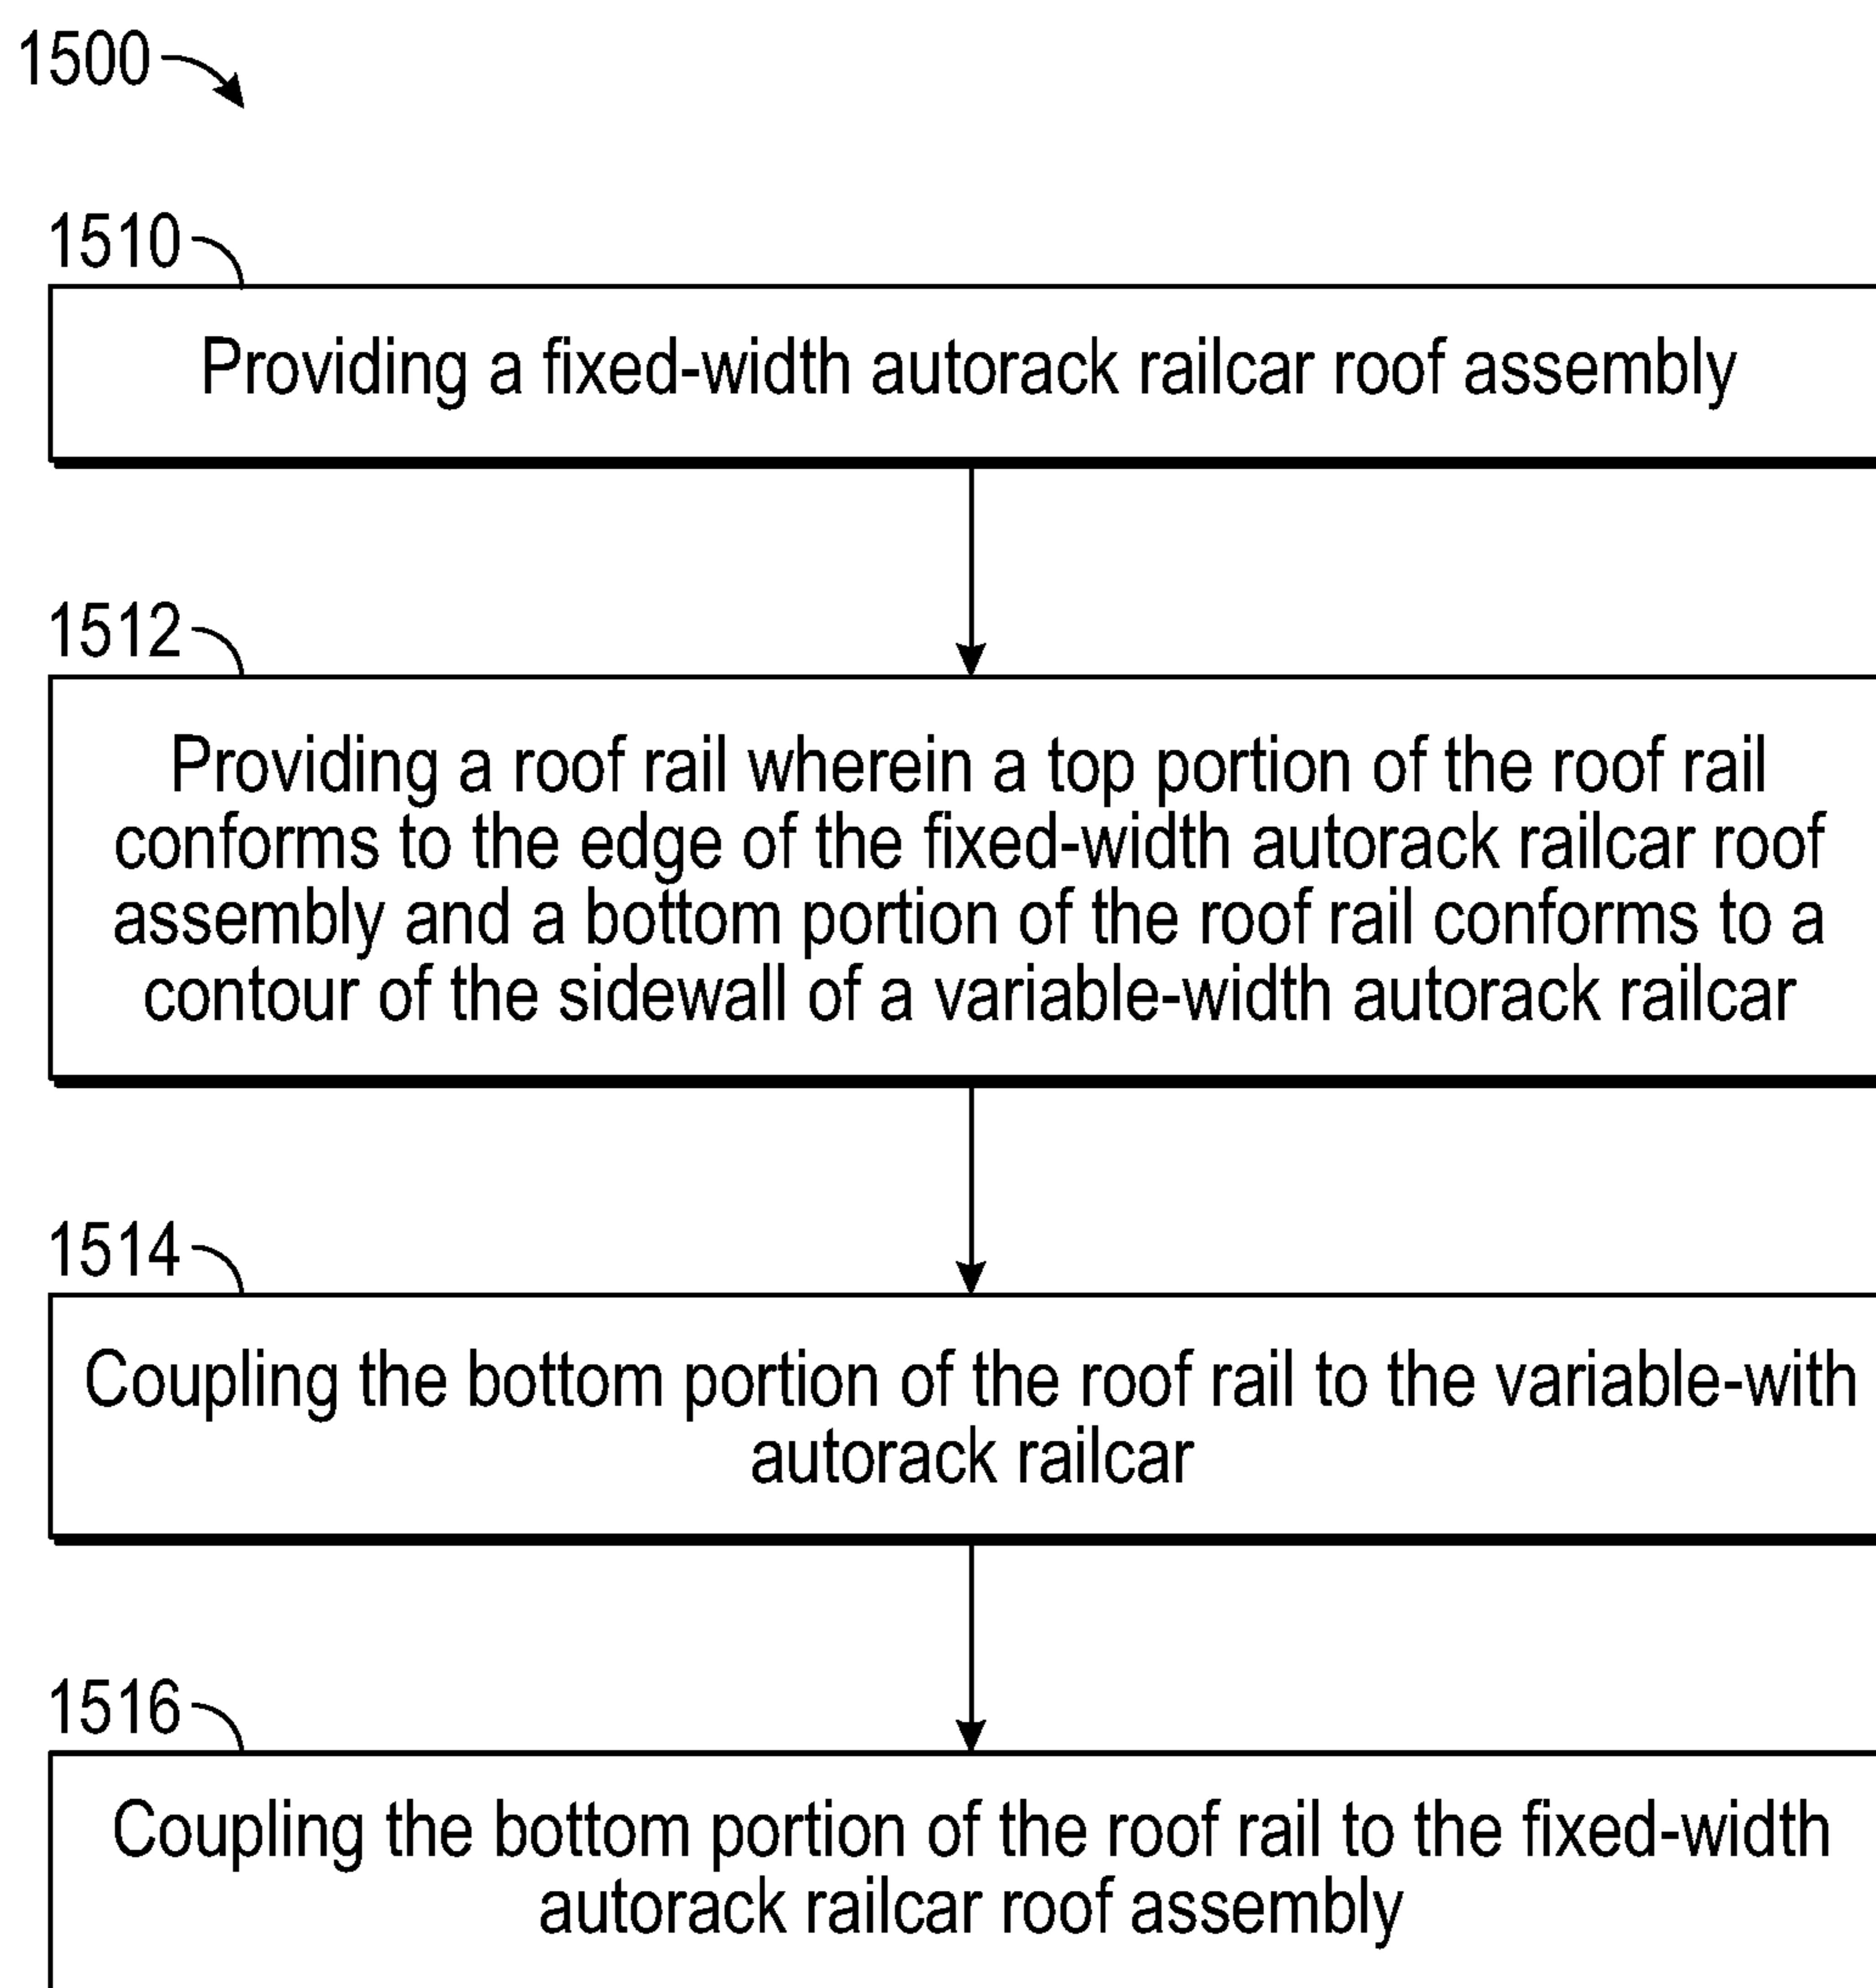 1500
1510
Providing a fixed-width autorack railcar roof assembly
1512
Providing a roof rail wherein a top portion of the roof rail
conforms to the edge of the fixed-width autorack railcar roof
assembly and a bottom portion of the roof rail conforms to a
contour of the sidewall of a variable-width autorack railcar
1514
Coupling the bottom portion of the roof rail to the variable-with
autorack railcar
1516
Coupling the bottom portion of the roof rail to the fixed-width
autorack railcar roof assembly